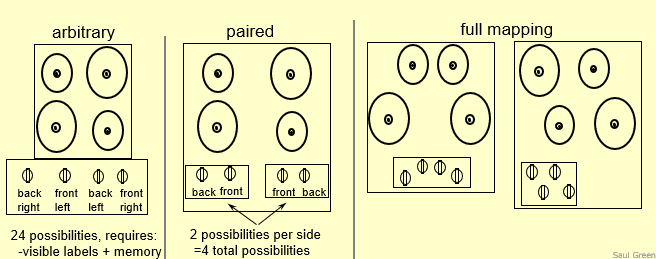 arbitrary
paired
full mapping
back front back front
right left left right
back front
front back
24 possibilities, requires:
-visible labels + memory
2 possibilities per side
=4 total possibilities
Saul Green